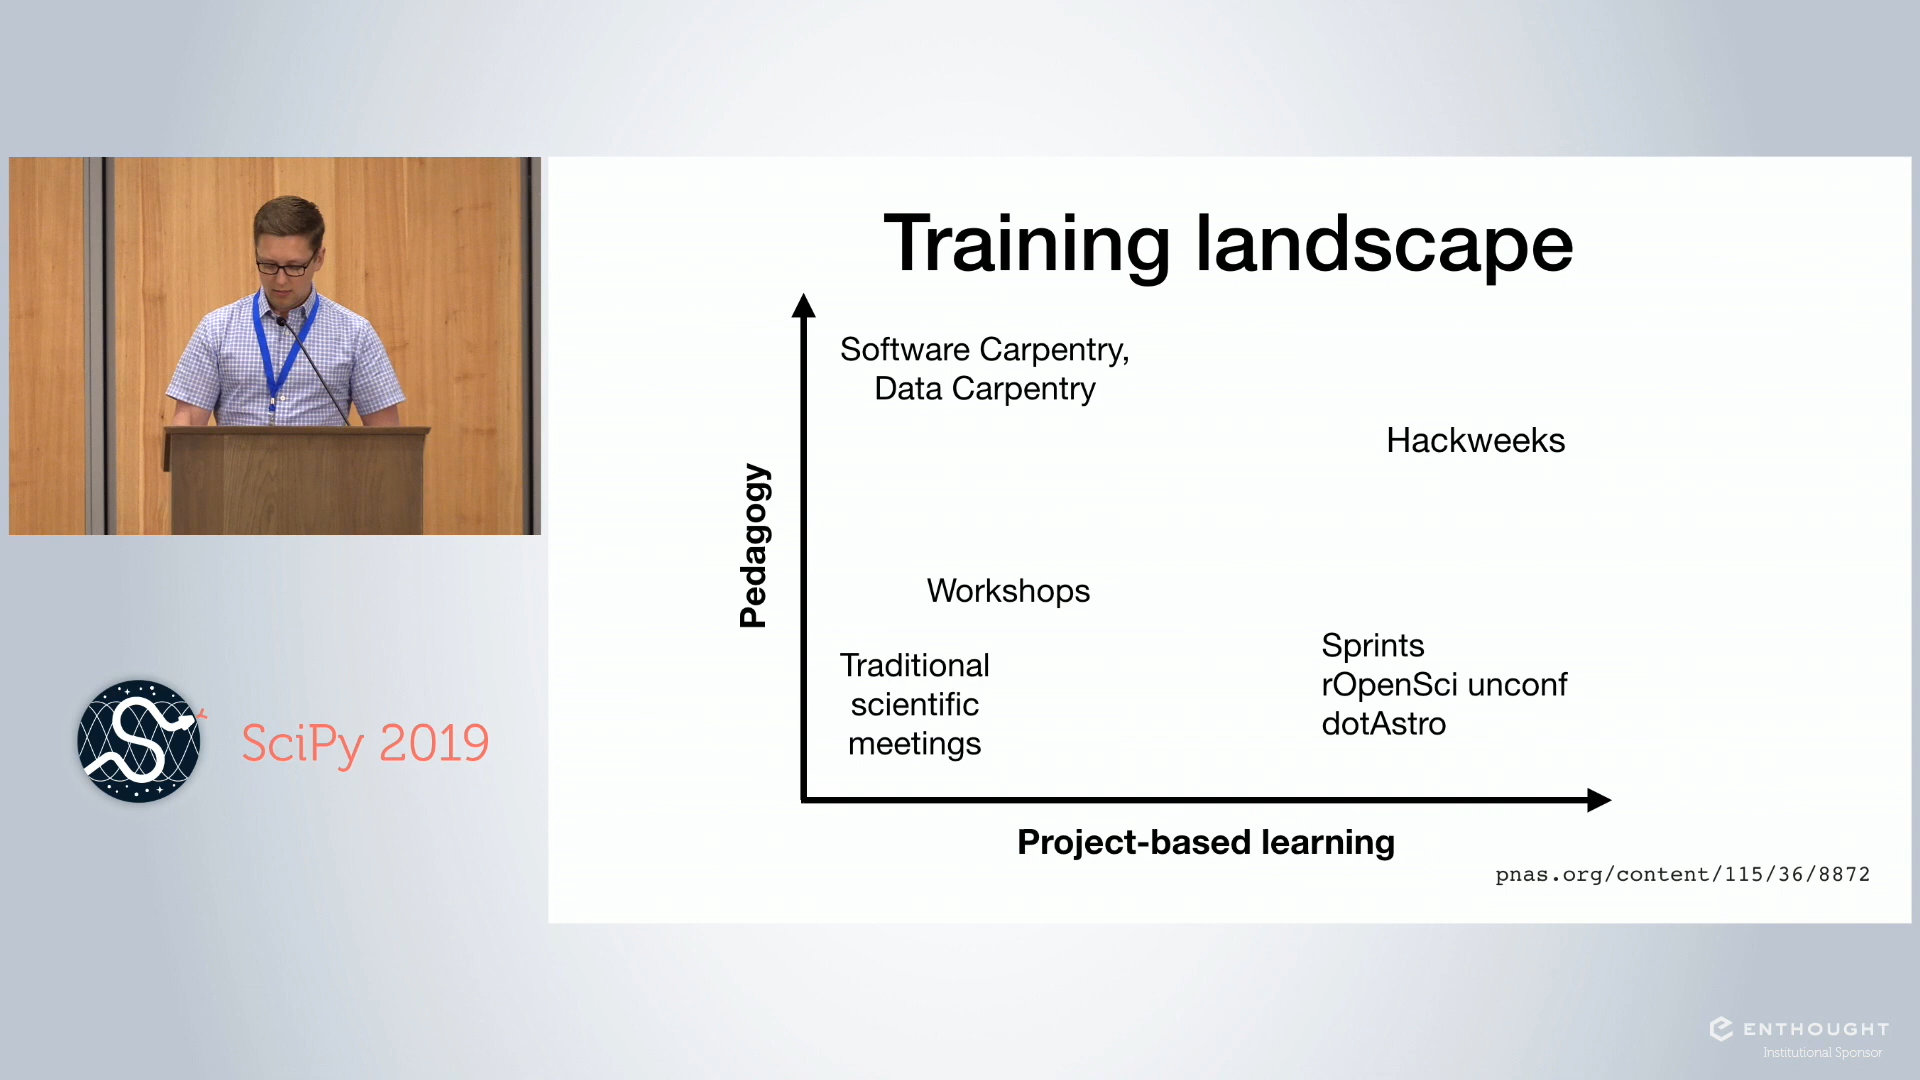 Training landscape
Software Carpentry,
Data Carpentry
Hackweeks
Pedagogy
Workshops
Traditional
scientific
meetings
Sprints
rOpenSci unconf
dotAstro
Project-based learning
pnas.org/content/115/36/8872
SciPy 2019
ENTHOUGHT
Institutional Sponsor